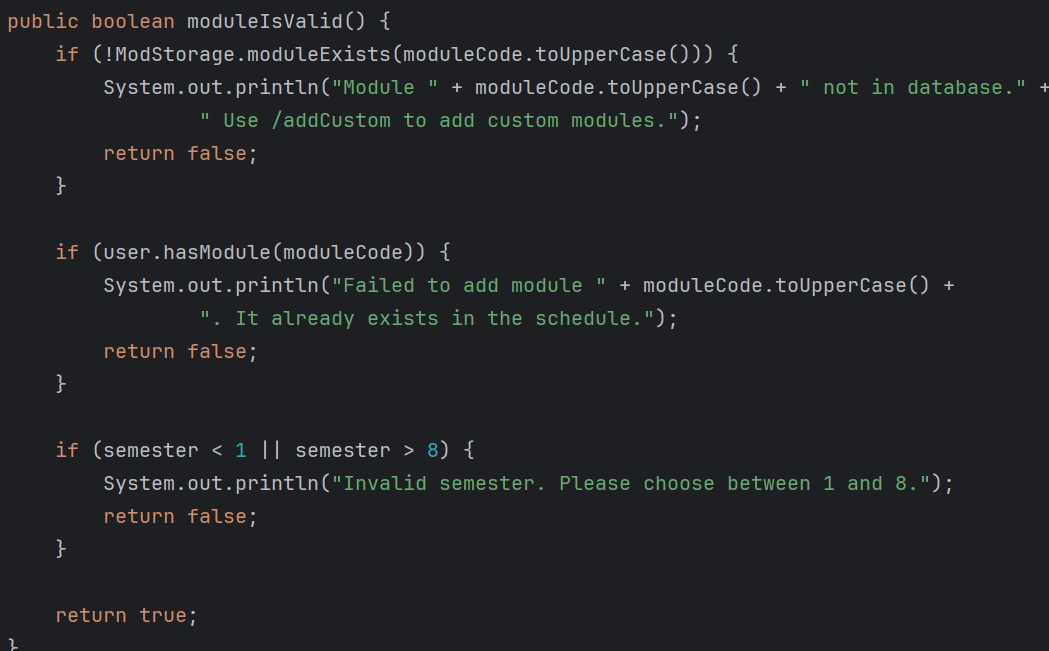 public boolean moduleIsValid() {
    if (!ModStorage.moduleExists(moduleCode.toUpperCase())) {
        System.out.println("Module " + moduleCode.toUpperCase() + " not in database." +
                " Use /addCustom to add custom modules.");
        return false;
    }

    if (user.hasModule(moduleCode)) {
        System.out.println("Failed to add module " + moduleCode.toUpperCase() +
                ". It already exists in the schedule.");
        return false;
    }

    if (semester < 1 || semester > 8) {
        System.out.println("Invalid semester. Please choose between 1 and 8.");
        return false;
    }

    return true;
}